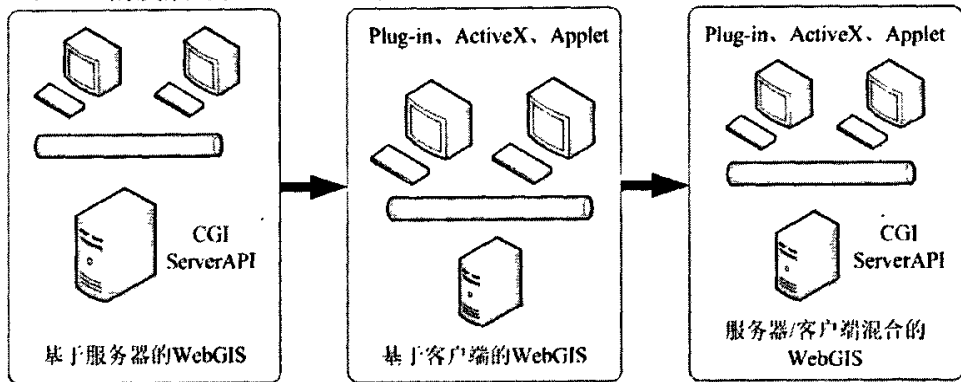 CGI
ServerAPI
基于服务器的WebGIS
Plug-in、ActiveX、Applet
基于客户端的WebGIS
Plug-in、ActiveX、Applet
CGI
ServerAPI
服务器/客户端混合的
WebGIS